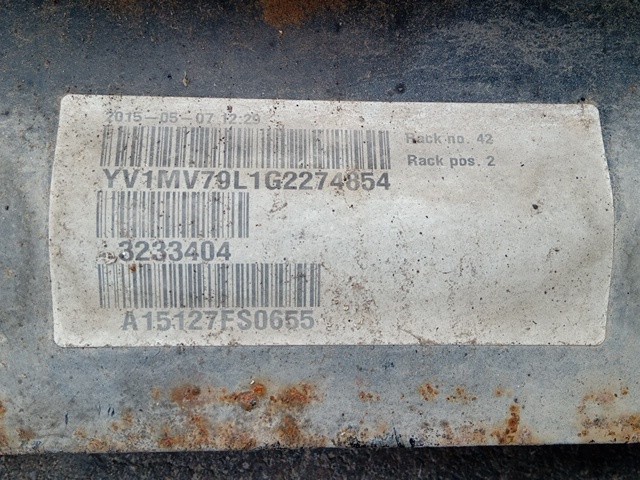 2015-05-07 12:29
Rack no. 42
Rack pos. 2
YV1MV79L1G2274854
3233404
A15127FS0655